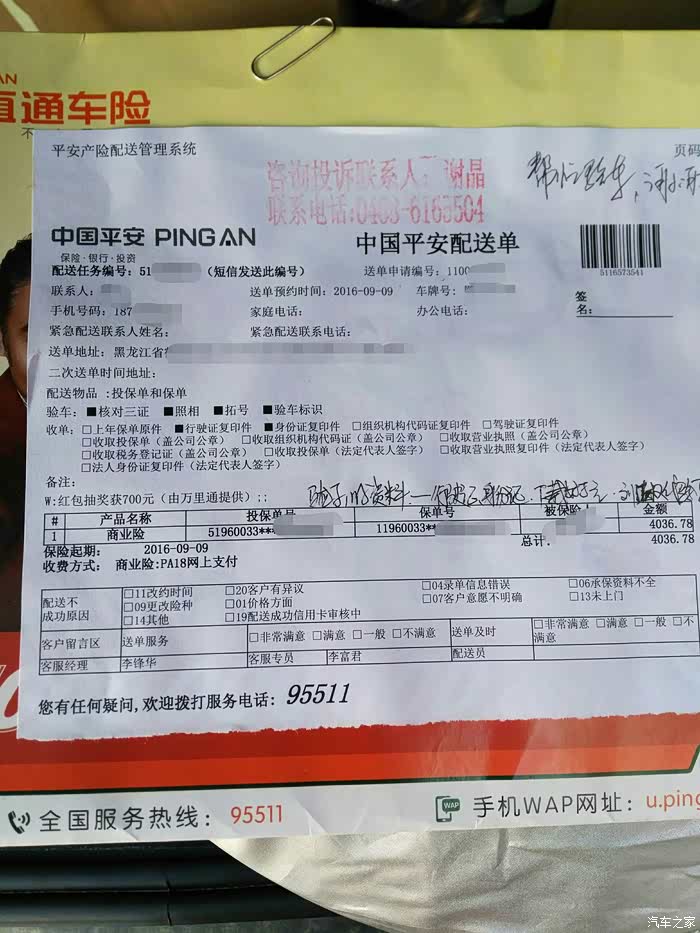 AN
直通车险
平安产险配送管理系统
页码
咨询投诉联系人：谢晶
联系电话:0453-6163504
中国平安 PING AN
保险·银行·投资
中国平安配送单
5116573541
配送任务编号: 51 (短信发送此编号)
送单申请编号: 1100
签名:
联系人:
送单预约时间: 2016-09-09
车牌号:
手机号码: 187
家庭电话:
办公电话:
紧急配送联系人姓名:
紧急配送联系电话:
送单地址: 黑龙江省
二次送单时间地址:
配送物品 :投保单和保单
验车: ■核对三证 ■照相 ■拓号 ■验车标识
收单: □上年保单原件 ■行驶证复印件 ■身份证复印件 □组织机构代码证复印件 □驾驶证复印件
□收取投保单(盖公司公章) □收取组织机构代码证(盖公司公章) □收取营业执照(盖公司公章)
□收取税务登记证(盖公司公章) □收取投保单(法定代表人签字) □收取营业执照复印件(法定代表人签字)
□法人身份证复印件(法定代表人签字)
备注:
W:红包抽奖获700元(由万里通提供);;
# 产品名称 投保单号 保单号 被保险人 金额
1 商业险 51960033** 11960033** 4036.78
总计. 4036.78
保险起期: 2016-09-09
收费方式: 商业险:PA18网上支付
配送不成功原因
□11改约时间 □20客户有异议 □04录单信息错误 □06承保资料不全
□09更改险种 □01价格方面 □07客户意愿不明确 □13未上门
□14其他 □19配送成功信用卡审核中
客户留言区 送单服务 □非常满意 □满意 □一般 □不满意 送单及时 □非常满意 □满意 □一般 □不满意
客服经理 李锋华 客服专员 李富君 配送员
您有任何疑问,欢迎拨打服务电话: 95511
全国服务热线: 95511
手机WAP网址: u.ping
WAP
汽车之家